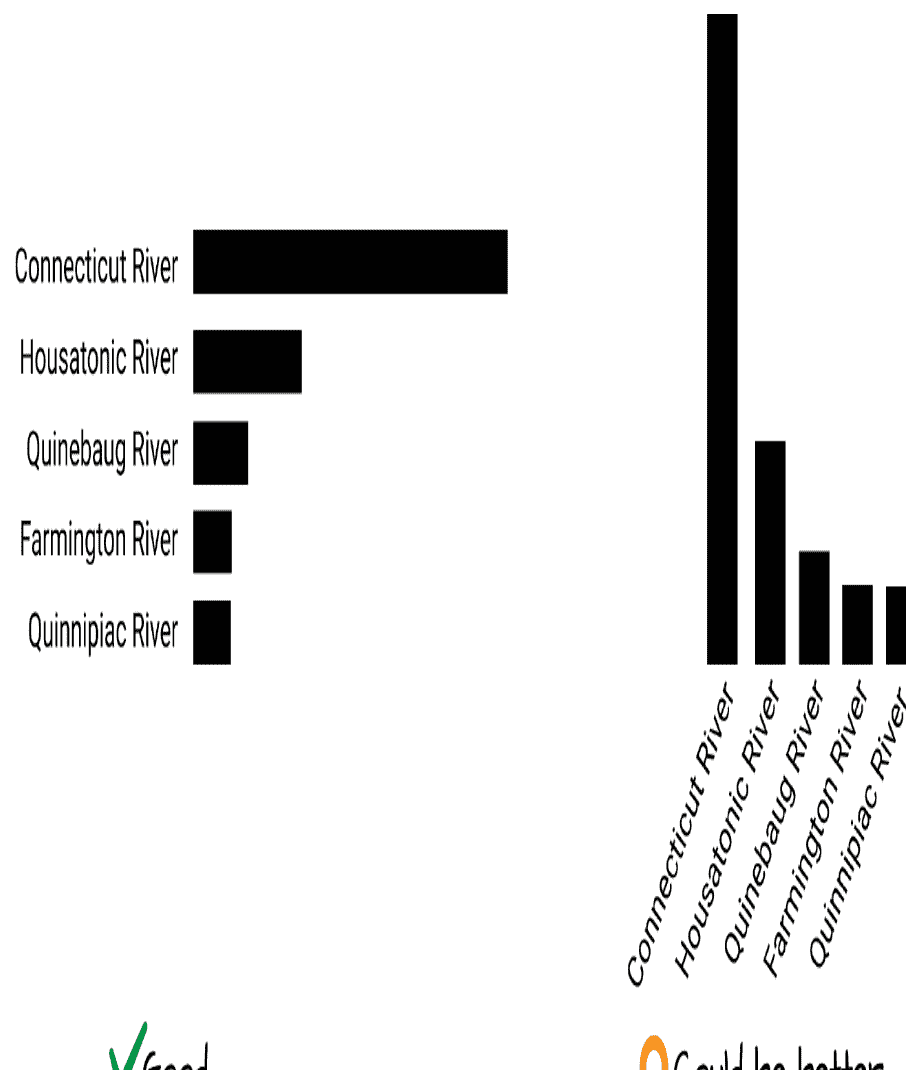 Connecticut River
Housatonic River
Quinebaug River
Farmington River
Quinnipiac River
Connecticut River
Housatonic River
Quinebaug River
Farmington River
Quinnipiac River
Good
Could be better